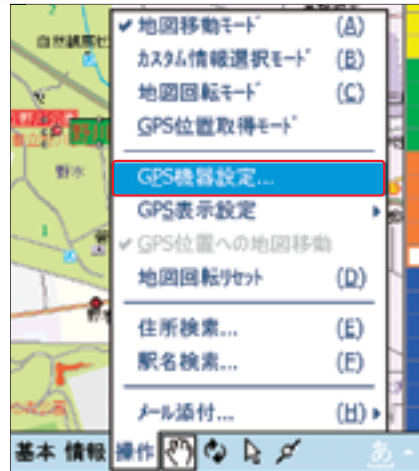 ✔地図移動モード (A)
カスタム情報選択モード (B)
地図回転モード (C)
GPS位置取得モード
GPS機器設定...
GPS表示設定
✔GPS位置への地図移動
地図回転リセット (D)
住所検索... (E)
駅名検索... (F)
メール添付... (H)
野水
基本 情報 操作 あ